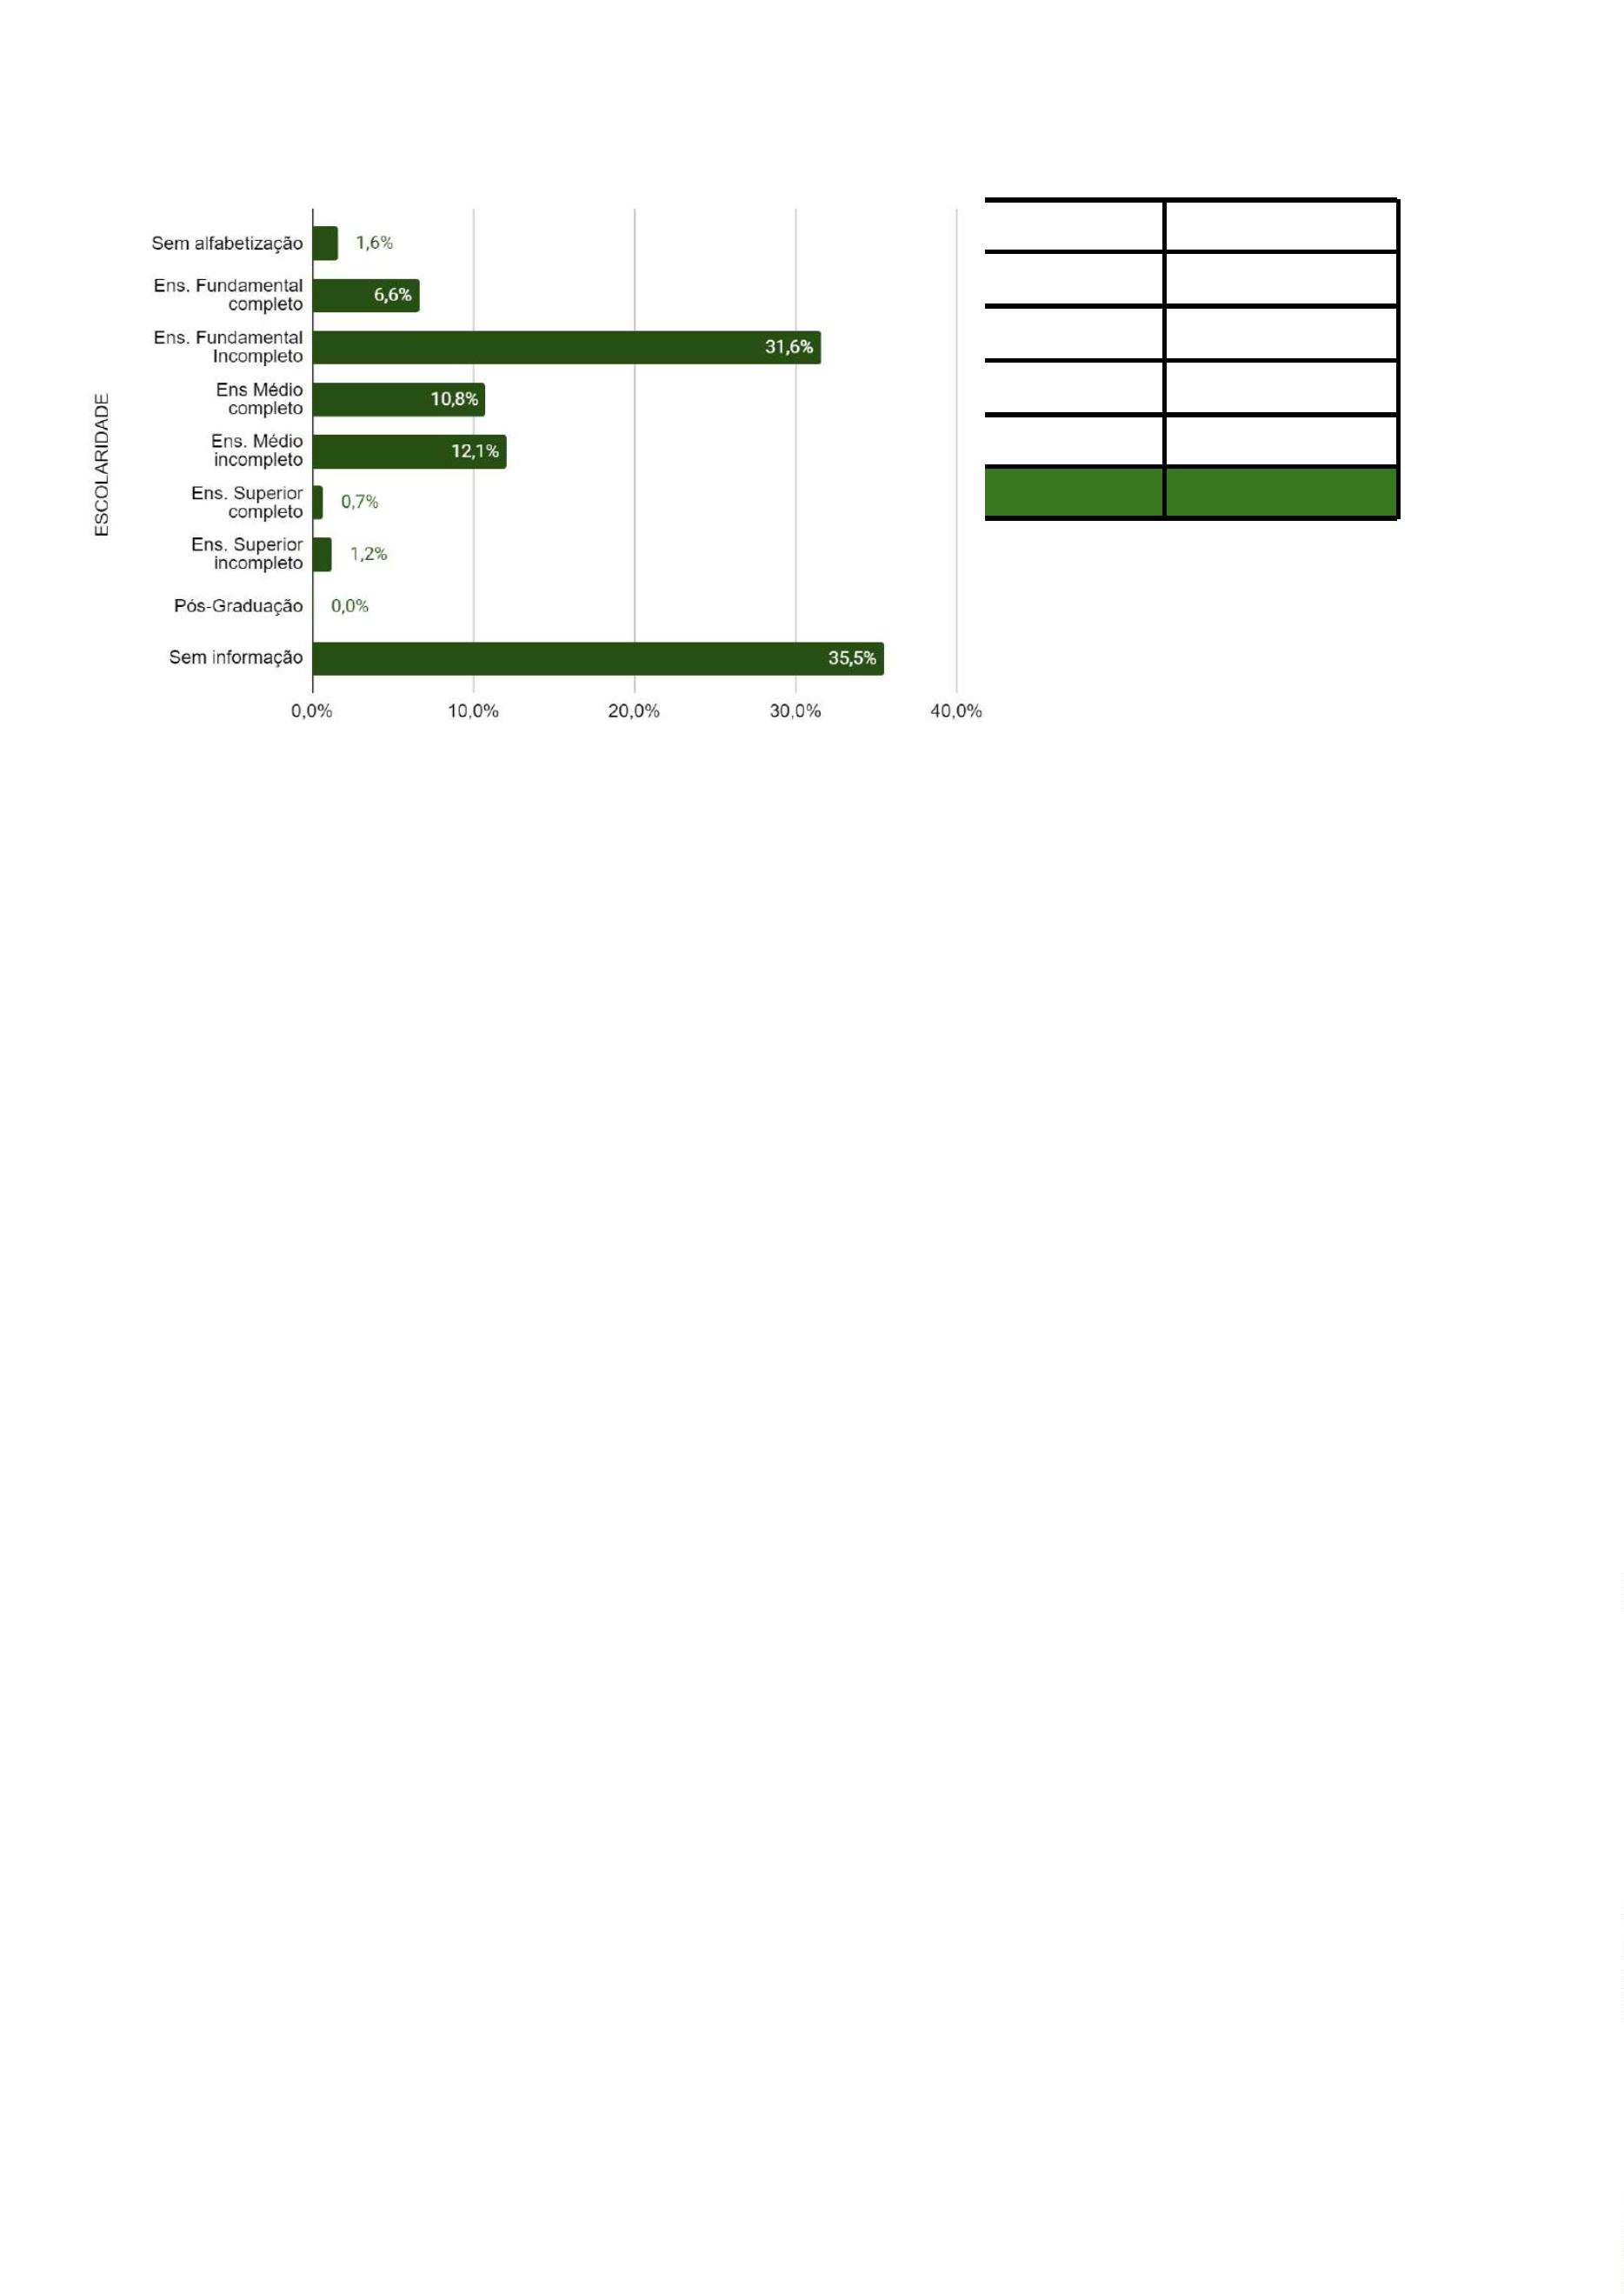 ESCOLARIDADE
Sem alfabetização
1,6%
Ens. Fundamental
completo
6,6%
Ens. Fundamental
Incompleto
31,6%
Ens Médio
completo
10,8%
Ens. Médio
incompleto
12,1%
Ens. Superior
completo
0,7%
Ens. Superior
incompleto
1,2%
Pós-Graduação
0,0%
Sem informação
35,5%
0,0%
10,0%
20,0%
30,0%
40,0%